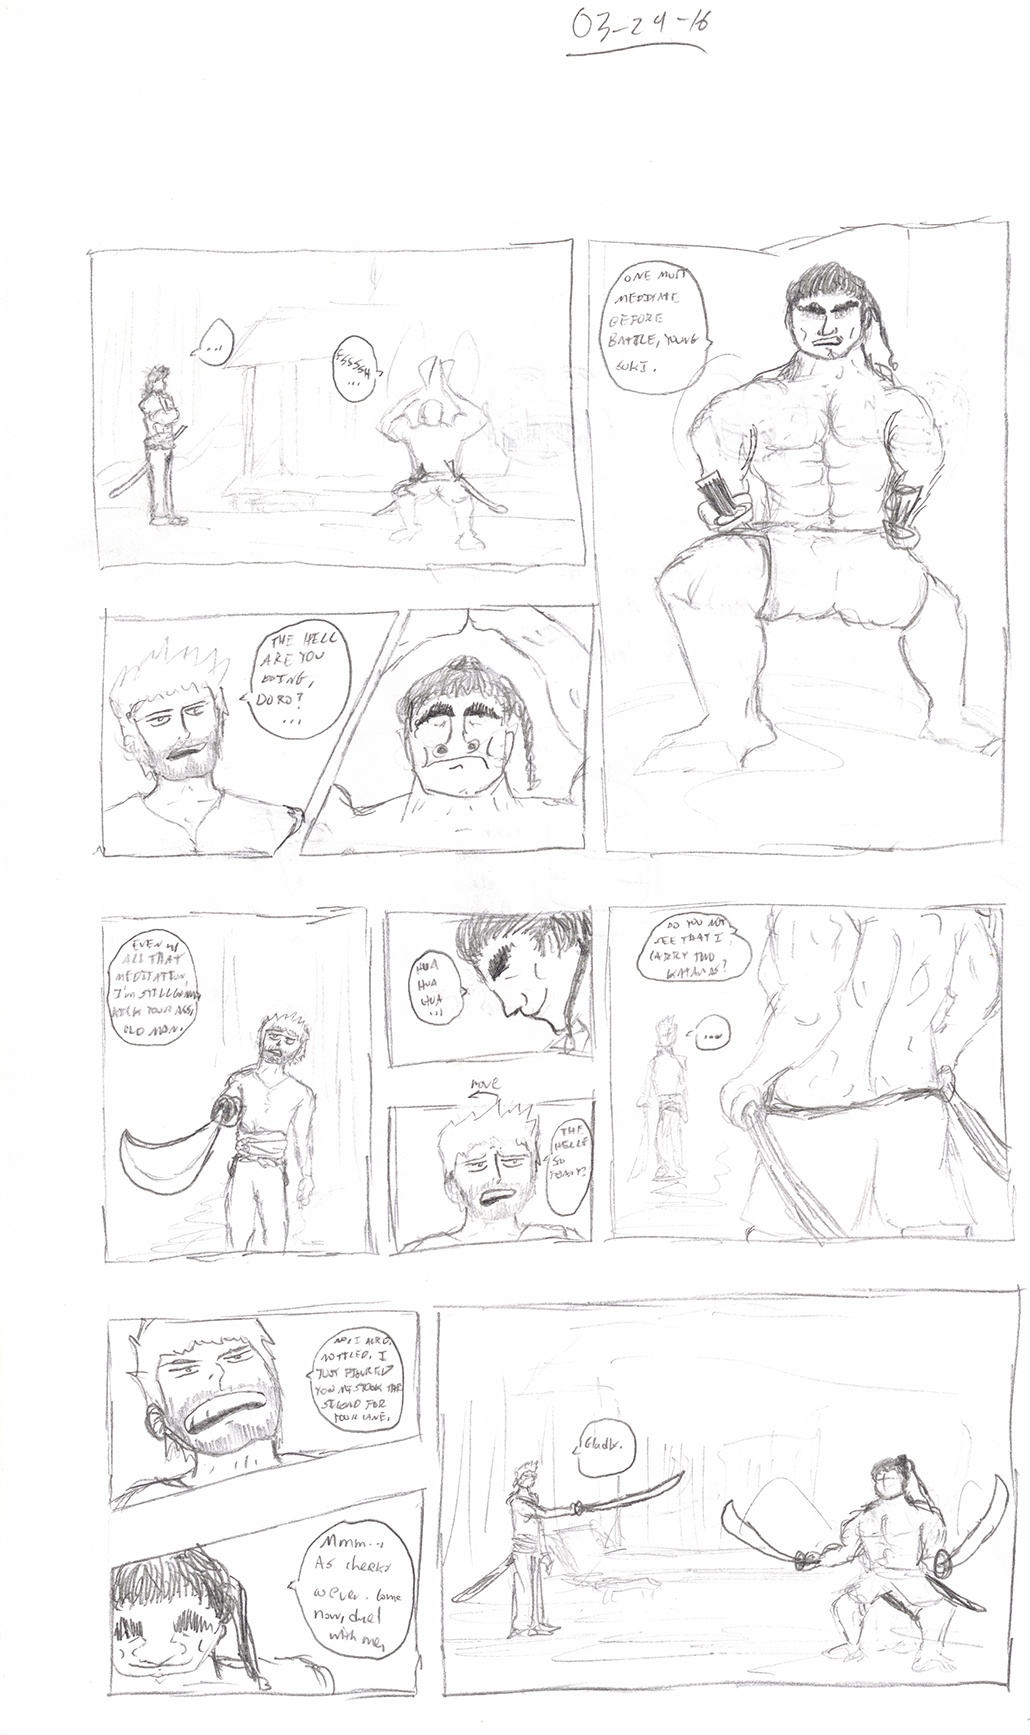 03-24-16
...
FSSSSH
...
ONE MUST
MEDITATE
BEFORE
BATTLE, YOUNG
SUKI.
THE HELL
ARE YOU
DOING,
DORO?
...
EVEN W/
ALL THAT
MEDITATION,
I'M STILL GONNA
KICK YOUR ASS,
OLD MAN.
HUA
HUA
HUA
...
move
THE
HELL'S
SO
FUNNY?
DO YOU NOT
SEE THAT I
CARRY TWO
KATANAS?
...
NO, I
NOTICED, I
JUST FIGURED
YOU MISTOOK THE
SECOND FOR
YOUR CANE.
Mmm...
As cheeky
as ever. Come
now, duel
with me.
Gladly.